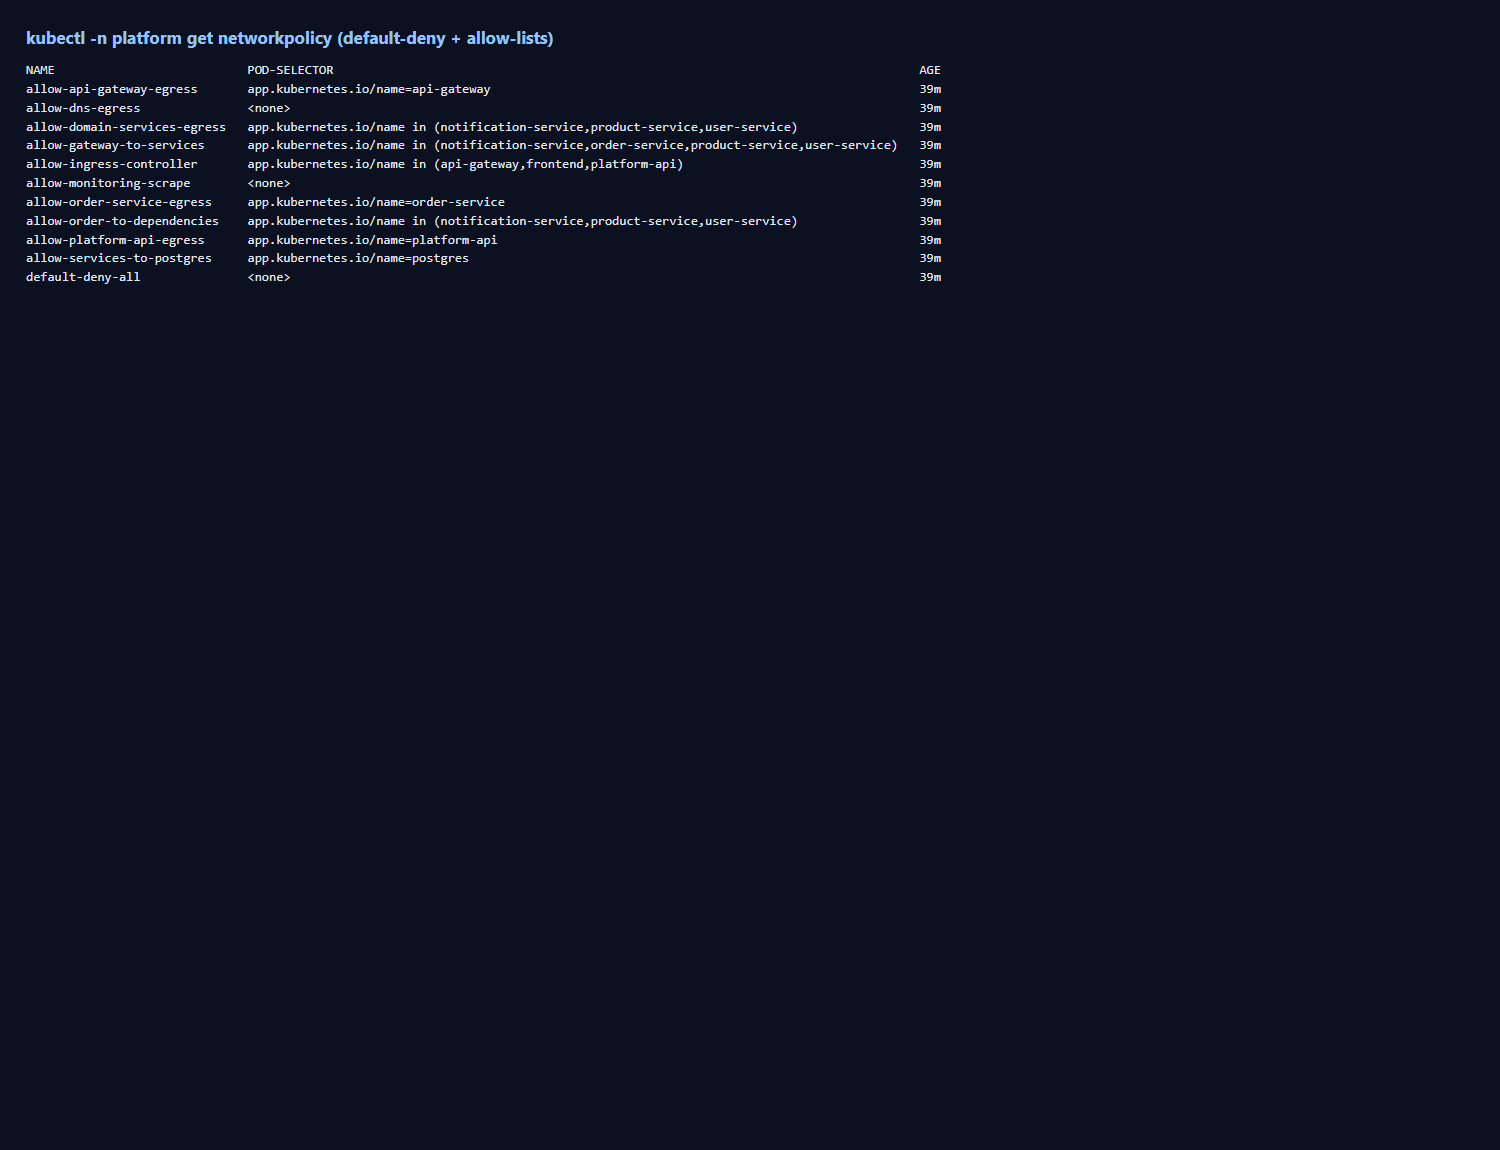 kubectl -n platform get networkpolicy (default-deny + allow-lists)
NAME POD-SELECTOR AGE
allow-api-gateway-egress app.kubernetes.io/name=api-gateway 39m
allow-dns-egress <none> 39m
allow-domain-services-egress app.kubernetes.io/name in (notification-service,product-service,user-service) 39m
allow-gateway-to-services app.kubernetes.io/name in (notification-service,order-service,product-service,user-service) 39m
allow-ingress-controller app.kubernetes.io/name in (api-gateway,frontend,platform-api) 39m
allow-monitoring-scrape <none> 39m
allow-order-service-egress app.kubernetes.io/name=order-service 39m
allow-order-to-dependencies app.kubernetes.io/name in (notification-service,product-service,user-service) 39m
allow-platform-api-egress app.kubernetes.io/name=platform-api 39m
allow-services-to-postgres app.kubernetes.io/name=postgres 39m
default-deny-all <none> 39m